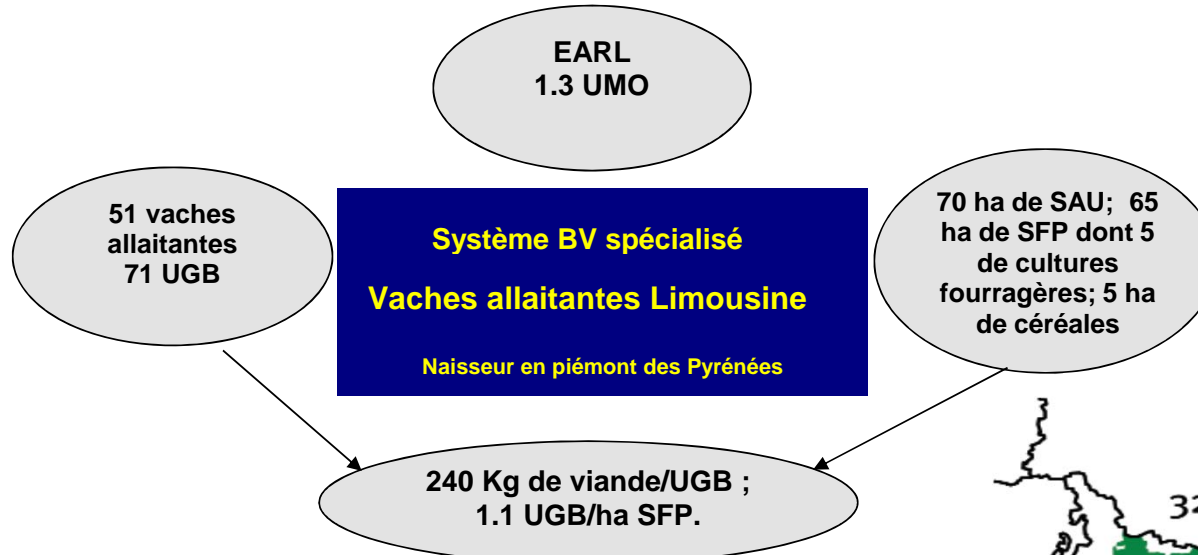 EARL
1.3 UMO
51 vaches
allaitantes
71 UGB
Système BV spécialisé
Vaches allaitantes Limousine
Naisseur en piémont des Pyrénées
70 ha de SAU;  65
ha de SFP dont 5
de cultures
fourragères; 5 ha
de céréales
240 Kg de viande/UGB ;
1.1 UGB/ha SFP.
32